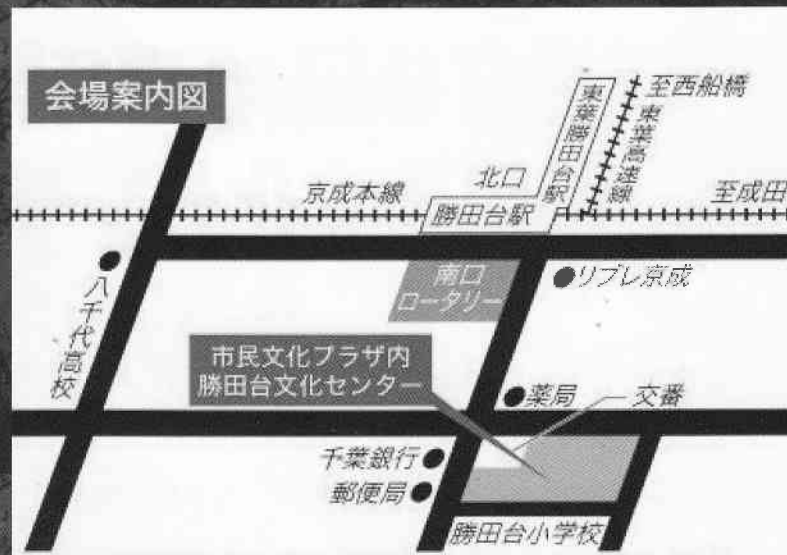 会場案内図
至西船橋
東葉勝田台駅
東葉高速線
北口
京成本線
勝田台駅
至成田
南口
ロータリー
リブレ京成
八千代高校
市民文化プラザ内
勝田台文化センター
薬局
交番
千葉銀行
郵便局
勝田台小学校